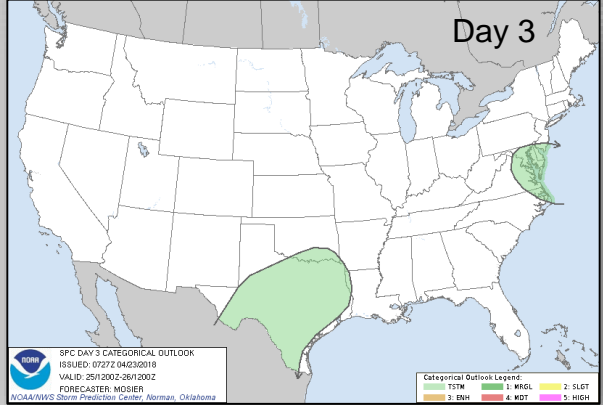 Day 3
NOAA
SPC DAY 3 CATEGORICAL OUTLOOK
ISSUED: 0727Z 04/23/2018
VALID: 25/1200Z-26/1200Z
FORECASTER: MOSIER
NOAA/NWS Storm Prediction Center, Norman, Oklahoma
Categorical Outlook Legend:
TSTM 1: MRGL 2: SLGT
3: ENH 4: MDT 5: HIGH